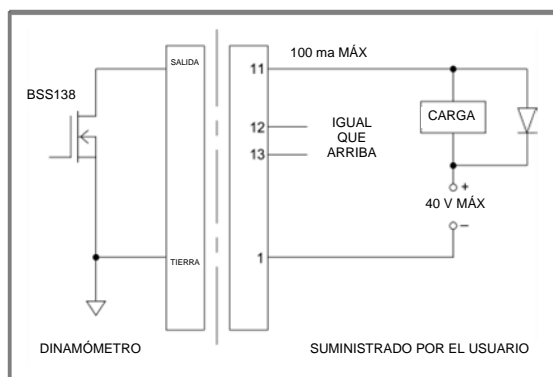 100 ma MÁX
SALIDA
11
BSS138
CARGA
12
IGUAL
QUE
ARRIBA
13
+
40 V MÁX
–
TIERRA
1
DINAMÓMETRO
SUMINISTRADO POR EL USUARIO